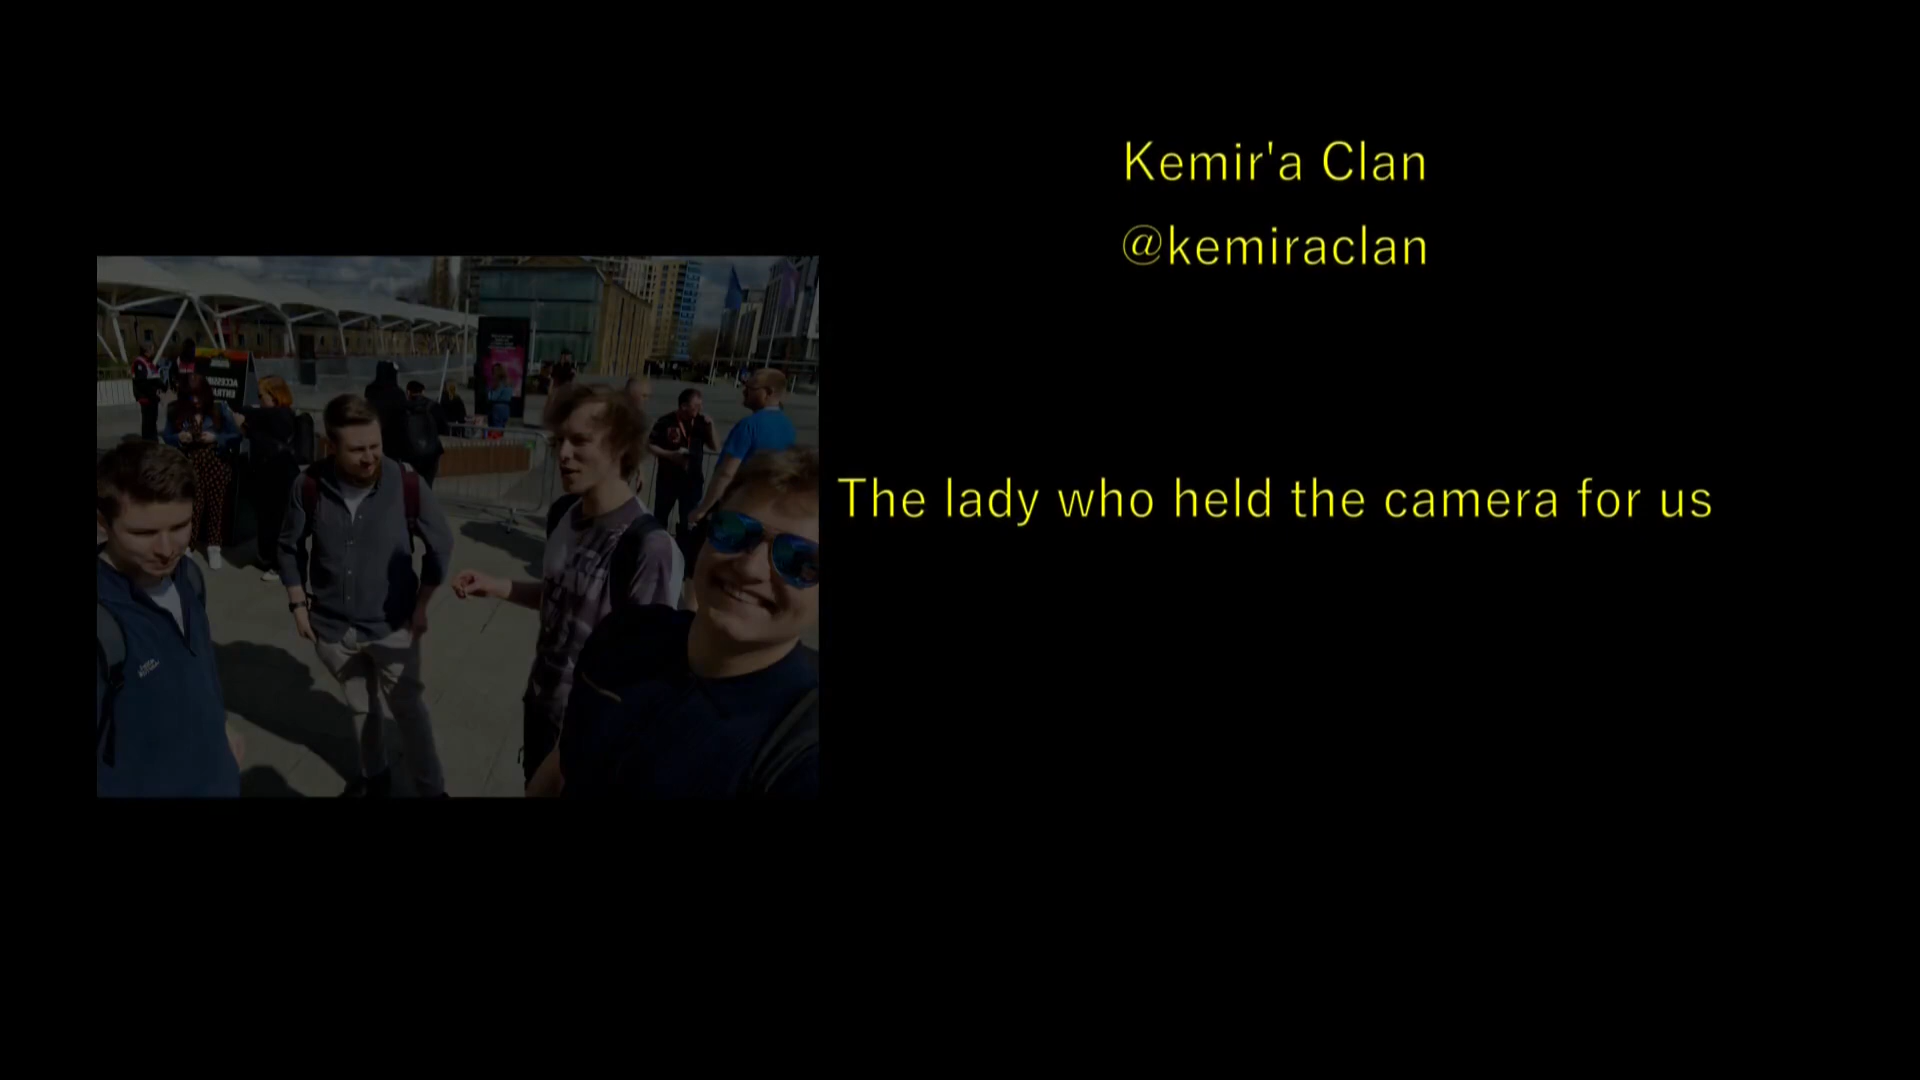 Kemir'a Clan
@kemiraclan
The lady who held the camera for us